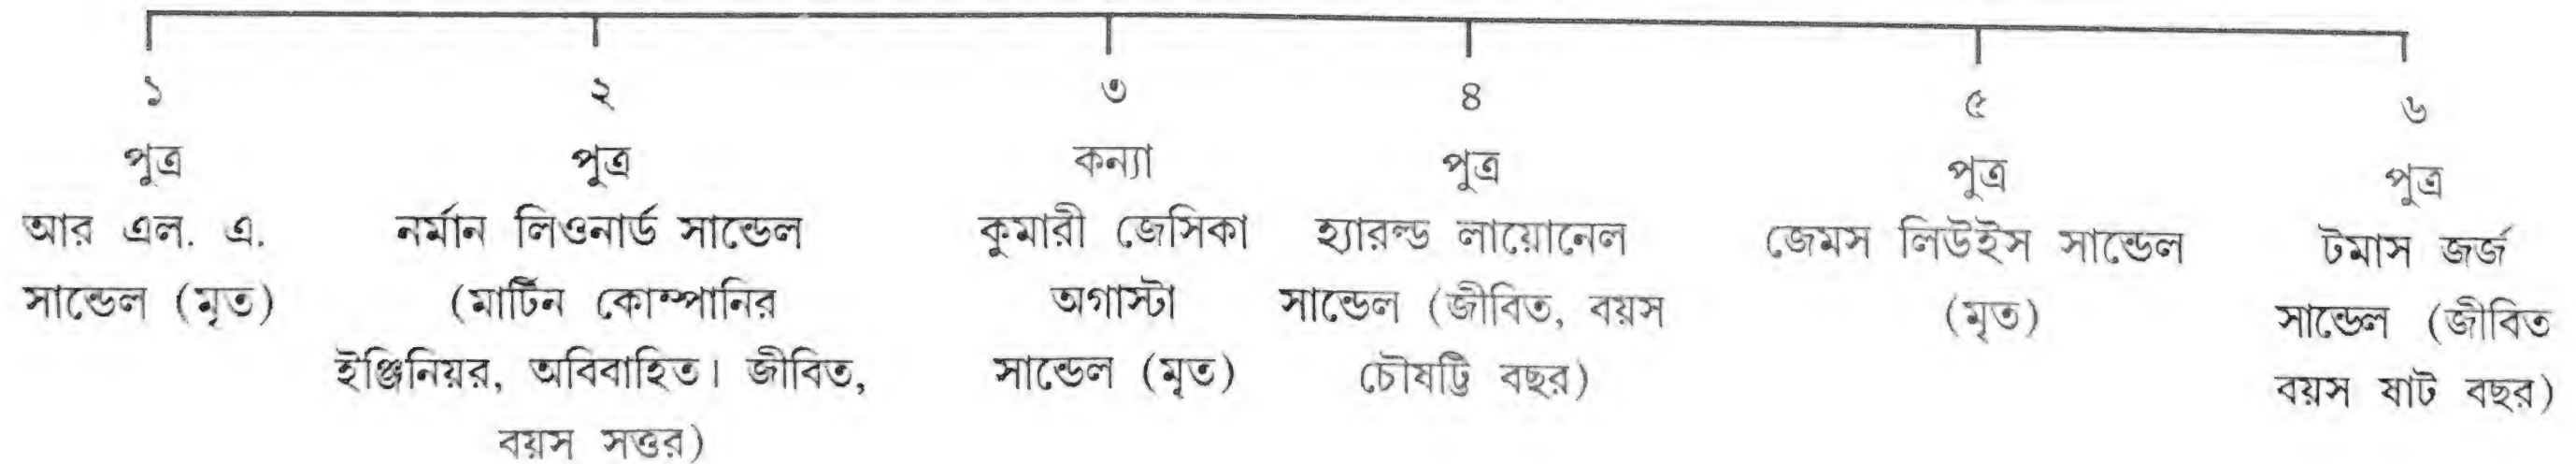 ১ ২ ৩ ৪ ৫ ৬
পুত্র পুত্র কন্যা পুত্র পুত্র পুত্র
আর এল. এ. নর্মান লিওনার্ড সান্ডেল কুমারী জেসিকা হ্যারল্ড লায়োনেল জেমস লিউইস সান্ডেল টমাস জর্জ
সান্ডেল (মৃত) (মার্টিন কোম্পানির অগাস্টা সান্ডেল (জীবিত, বয়স (মৃত) সান্ডেল (জীবিত
ইঞ্জিনিয়র, অবিবাহিত। জীবিত, সান্ডেল (মৃত) চৌষট্টি বছর) বয়স ষাট বছর)
বয়স সত্তর)